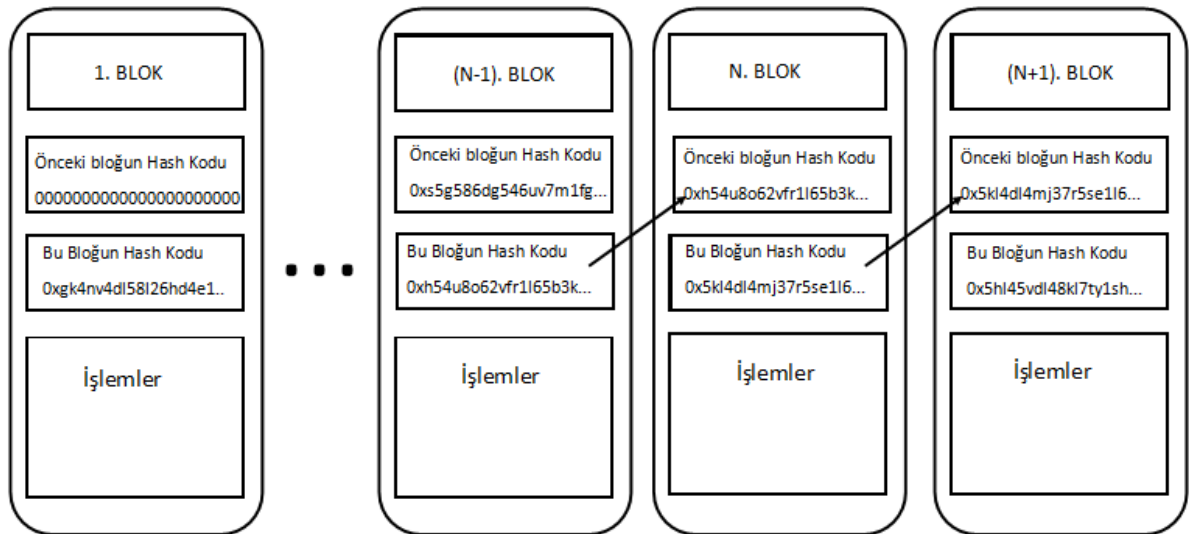 1. BLOK
Önceki bloğun Hash Kodu
0000000000000000000000
Bu Bloğun Hash Kodu
0xgk4nv4dl58l26hd4e1..
İşlemler
...
(N-1). BLOK
Önceki bloğun Hash Kodu
0xs5g586dg546uv7m1fg...
Bu Bloğun Hash Kodu
0xh54u8o62vfr1l65b3k...
İşlemler
N. BLOK
Önceki bloğun Hash Kodu
0xh54u8o62vfr1l65b3k...
Bu Bloğun Hash Kodu
0x5kl4dl4mj37r5se1l6...
İşlemler
(N+1). BLOK
Önceki bloğun Hash Kodu
0x5kl4dl4mj37r5se1l6...
Bu Bloğun Hash Kodu
0x5hl45vdl48kl7ty1sh...
İşlemler